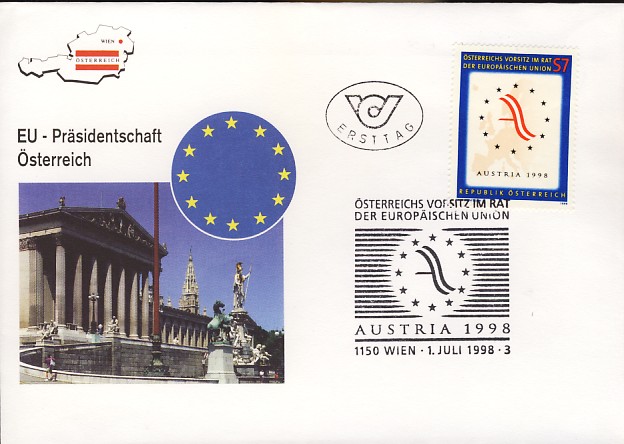 WIEN
ÖSTERREICH
EU - Präsidentschaft
Österreich
ERSTTAG
ÖSTERREICHS VORSITZ IM RAT
DER EUROPÄISCHEN UNION S7
AUSTRIA 1998
REPUBLIK ÖSTERREICH
ÖSTERREICHS VORSITZ IM RAT
DER EUROPÄISCHEN UNION
AUSTRIA 1998
1150 WIEN · 1. JULI 1998 · 3